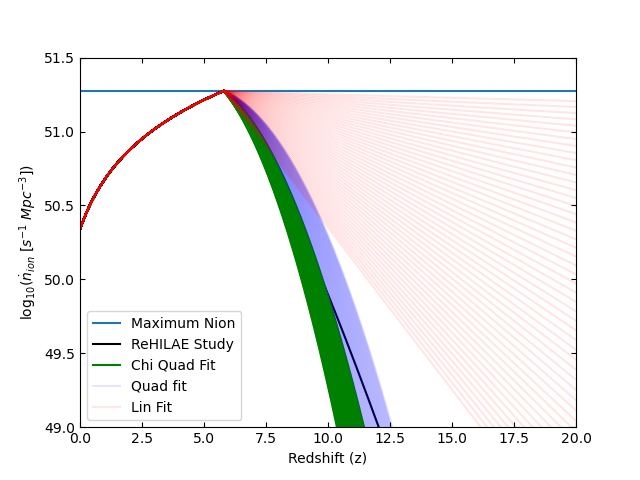 51.5
51.0
50.5
50.0
49.5
49.0
log₁₀(ṅᵢₒₙ [s⁻¹ Mpc⁻³])
Maximum Nion
ReHILAE Study
Chi Quad Fit
Quad fit
Lin Fit
0.0 2.5 5.0 7.5 10.0 12.5 15.0 17.5 20.0
Redshift (z)